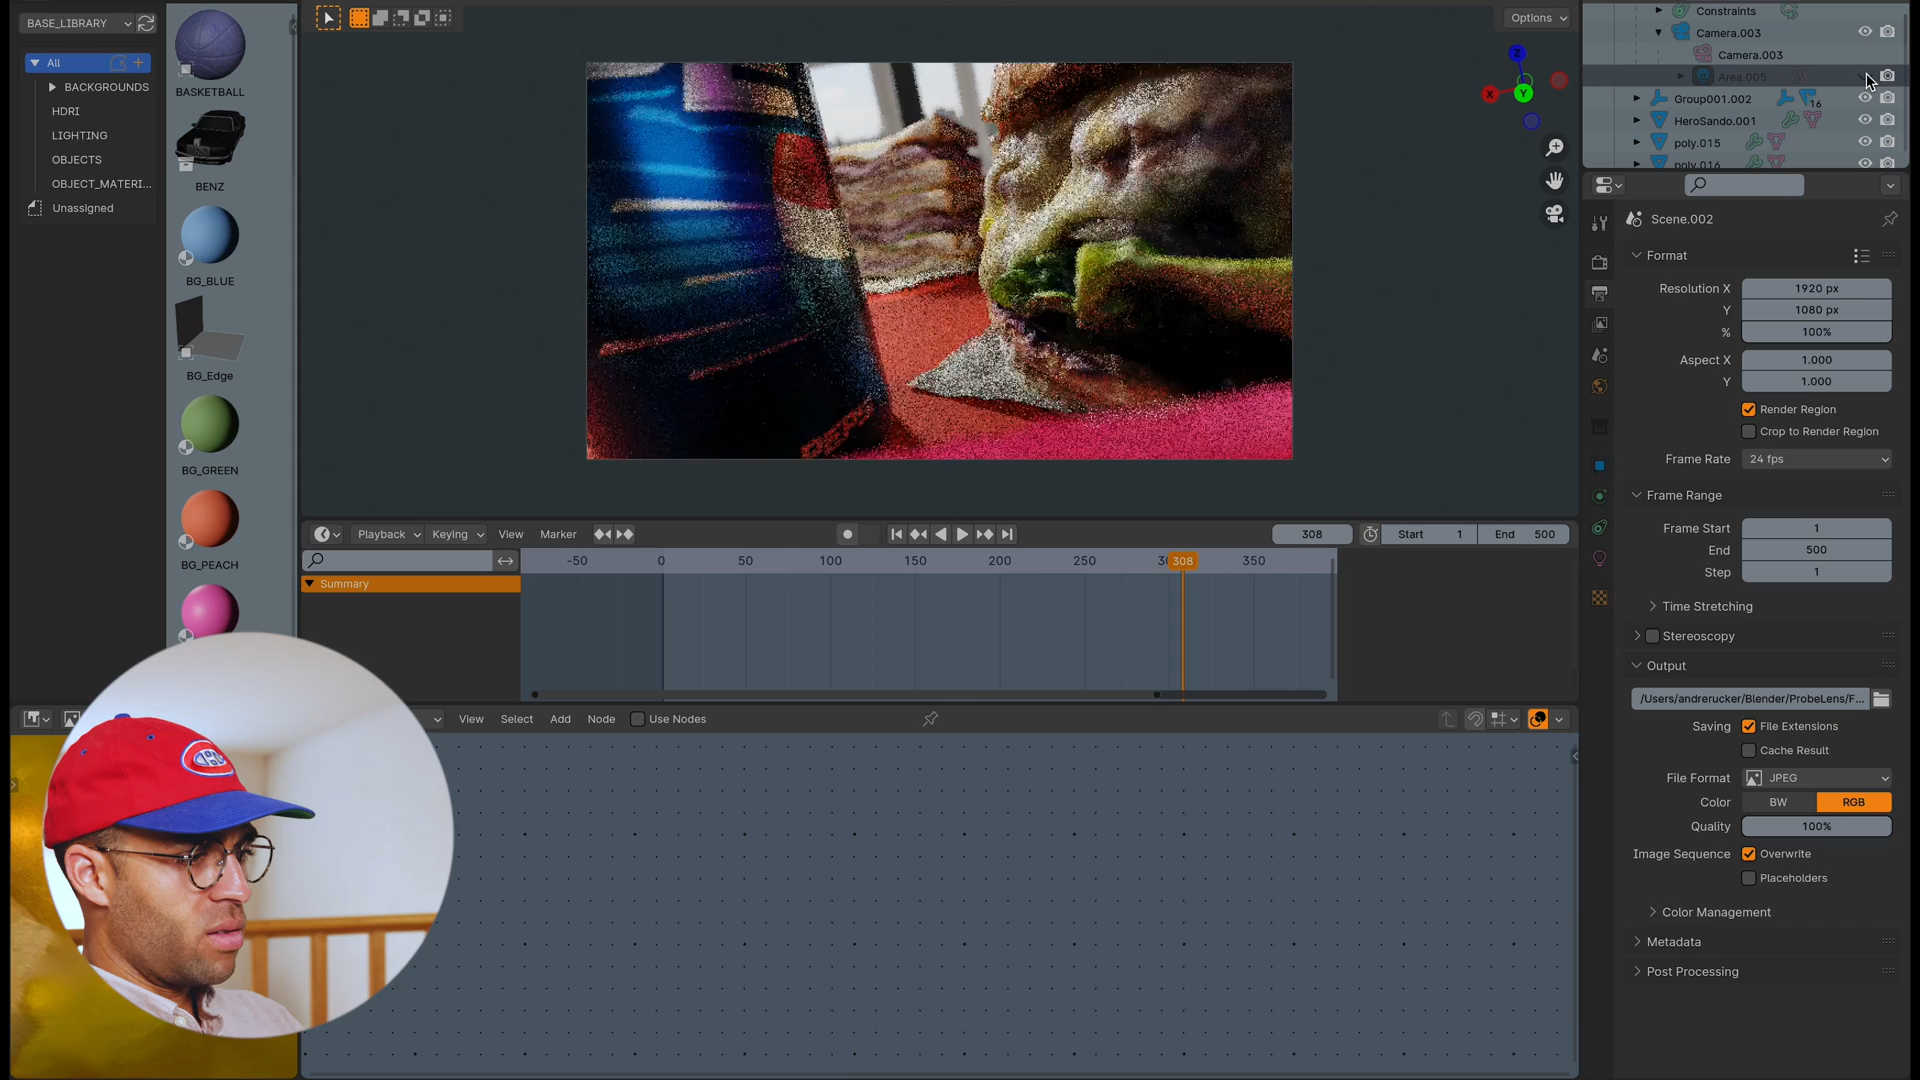 BASE_LIBRARY
All
BACKGROUNDS
HDRI
LIGHTING
OBJECTS
OBJECT_MATERI...
Unassigned
BASKETBALL
BENZ
BG_BLUE
BG_Edge
BG_GREEN
BG_PEACH
Options
X
Y
Z
Constraints
Camera.003
Camera.003
Area.005
Group001.002
16
HeroSando.001
poly.015
poly.016
Scene.002
Format
Resolution X 1920 px
Y 1080 px
% 100%
Aspect X 1.000
Y 1.000
Render Region
Crop to Render Region
Frame Rate 24 fps
Frame Range
Frame Start 1
End 500
Step 1
Time Stretching
Stereoscopy
Output
/Users/andrerucker/Blender/ProbeLens/F...
Saving File Extensions
Cache Result
File Format JPEG
Color BW RGB
Quality 100%
Image Sequence Overwrite
Placeholders
Color Management
Metadata
Post Processing
Playback Keying View Marker 308 Start 1 End 500
-50 0 50 100 150 200 250 308 350
Summary
View Select Add Node Use Nodes